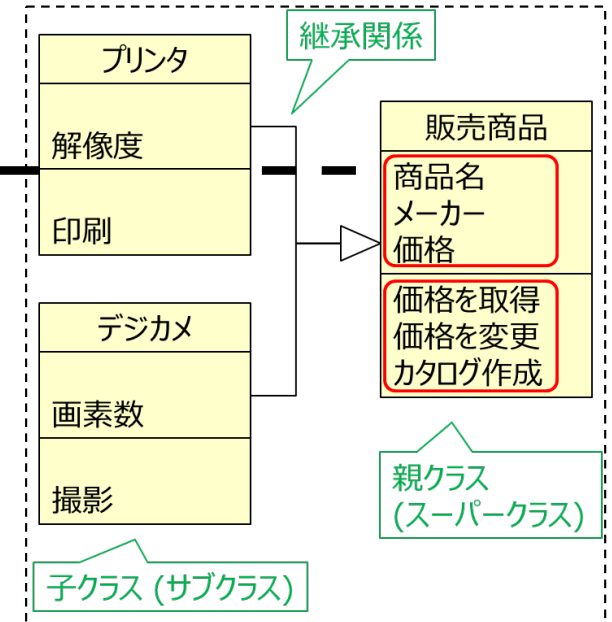 継承関係
プリンタ
解像度
印刷
販売商品
商品名
メーカー
価格
価格を取得
価格を変更
カタログ作成
デジカメ
画素数
撮影
親クラス
(スーパークラス)
子クラス (サブクラス)